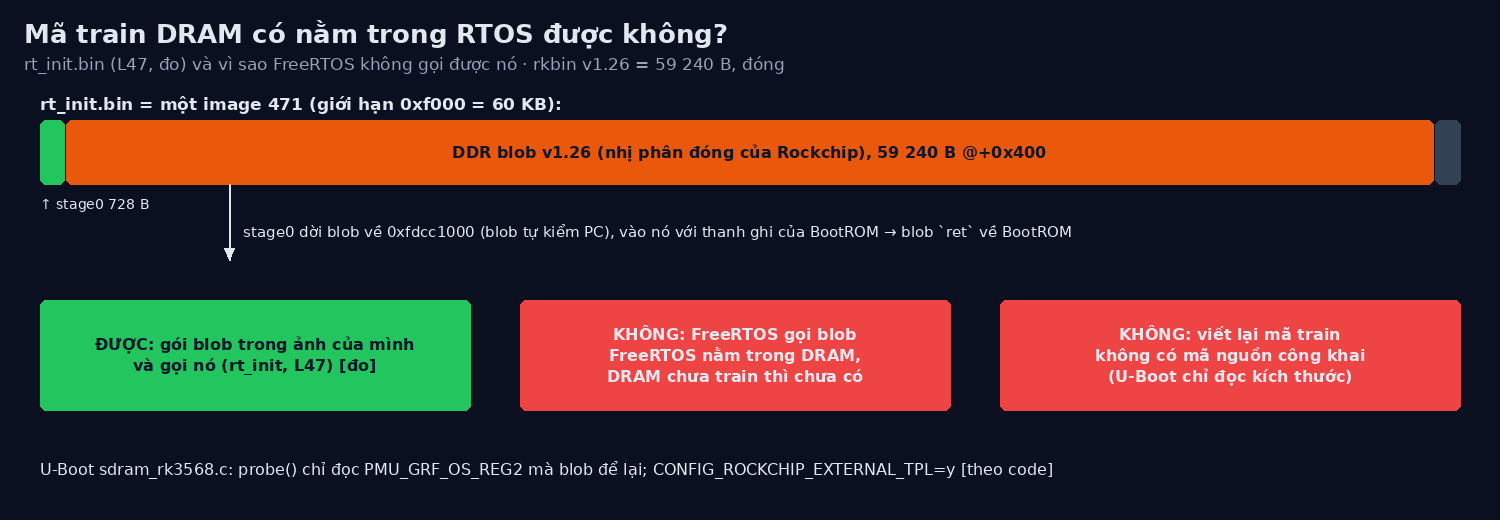 Mã train DRAM có nằm trong RTOS được không?
rt_init.bin (L47, đo) và vì sao FreeRTOS không gọi được nó · rkbin v1.26 = 59 240 B, đóng
rt_init.bin = một image 471 (giới hạn 0xf000 = 60 KB):
DDR blob v1.26 (nhị phân đóng của Rockchip), 59 240 B @+0x400
↑ stage0 728 B
stage0 dời blob về 0xfdcc1000 (blob tự kiểm PC), vào nó với thanh ghi của BootROM → blob `ret` về BootROM
ĐƯỢC: gói blob trong ảnh của mình
và gọi nó (rt_init, L47) [đo]
KHÔNG: FreeRTOS gọi blob
FreeRTOS nằm trong DRAM,
DRAM chưa train thì chưa có
KHÔNG: viết lại mã train
không có mã nguồn công khai
(U-Boot chỉ đọc kích thước)
U-Boot sdram_rk3568.c: probe() chỉ đọc PMU_GRF_OS_REG2 mà blob để lại; CONFIG_ROCKCHIP_EXTERNAL_TPL=y [theo code]